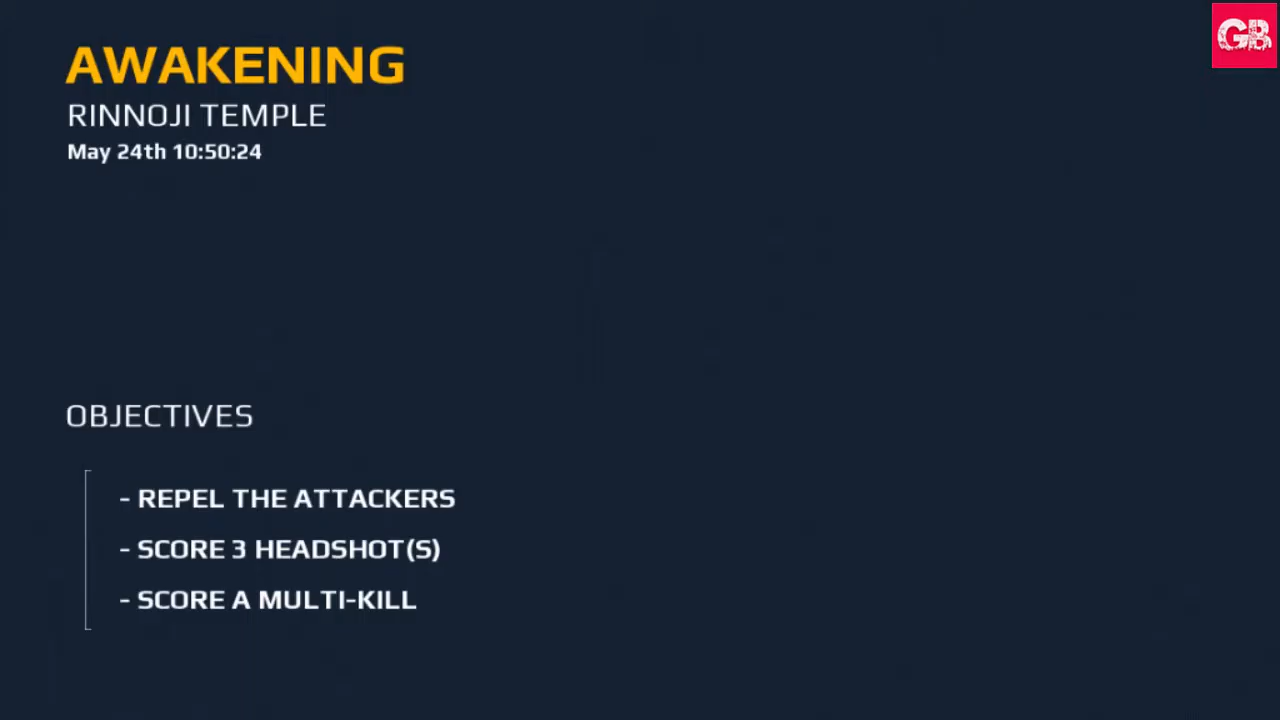 AWAKENING
GB
RINNOJI TEMPLE
May 24th 10:50:24
OBJECTIVES
- REPEL THE ATTACKERS
- SCORE 3 HEADSHOT(S)
- SCORE A MULTI-KILL